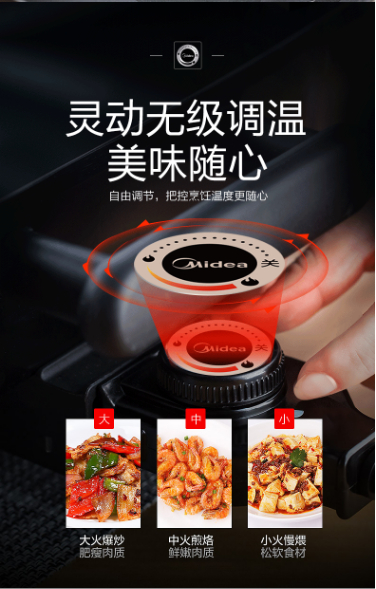 Midea
灵动无级调温
美味随心
自由调节，把控烹饪温度更随心
Midea
关
Midea
关
大
中
小
大火爆炒
中火煎烙
小火慢煨
肥瘦肉质
鲜嫩肉质
松软食材